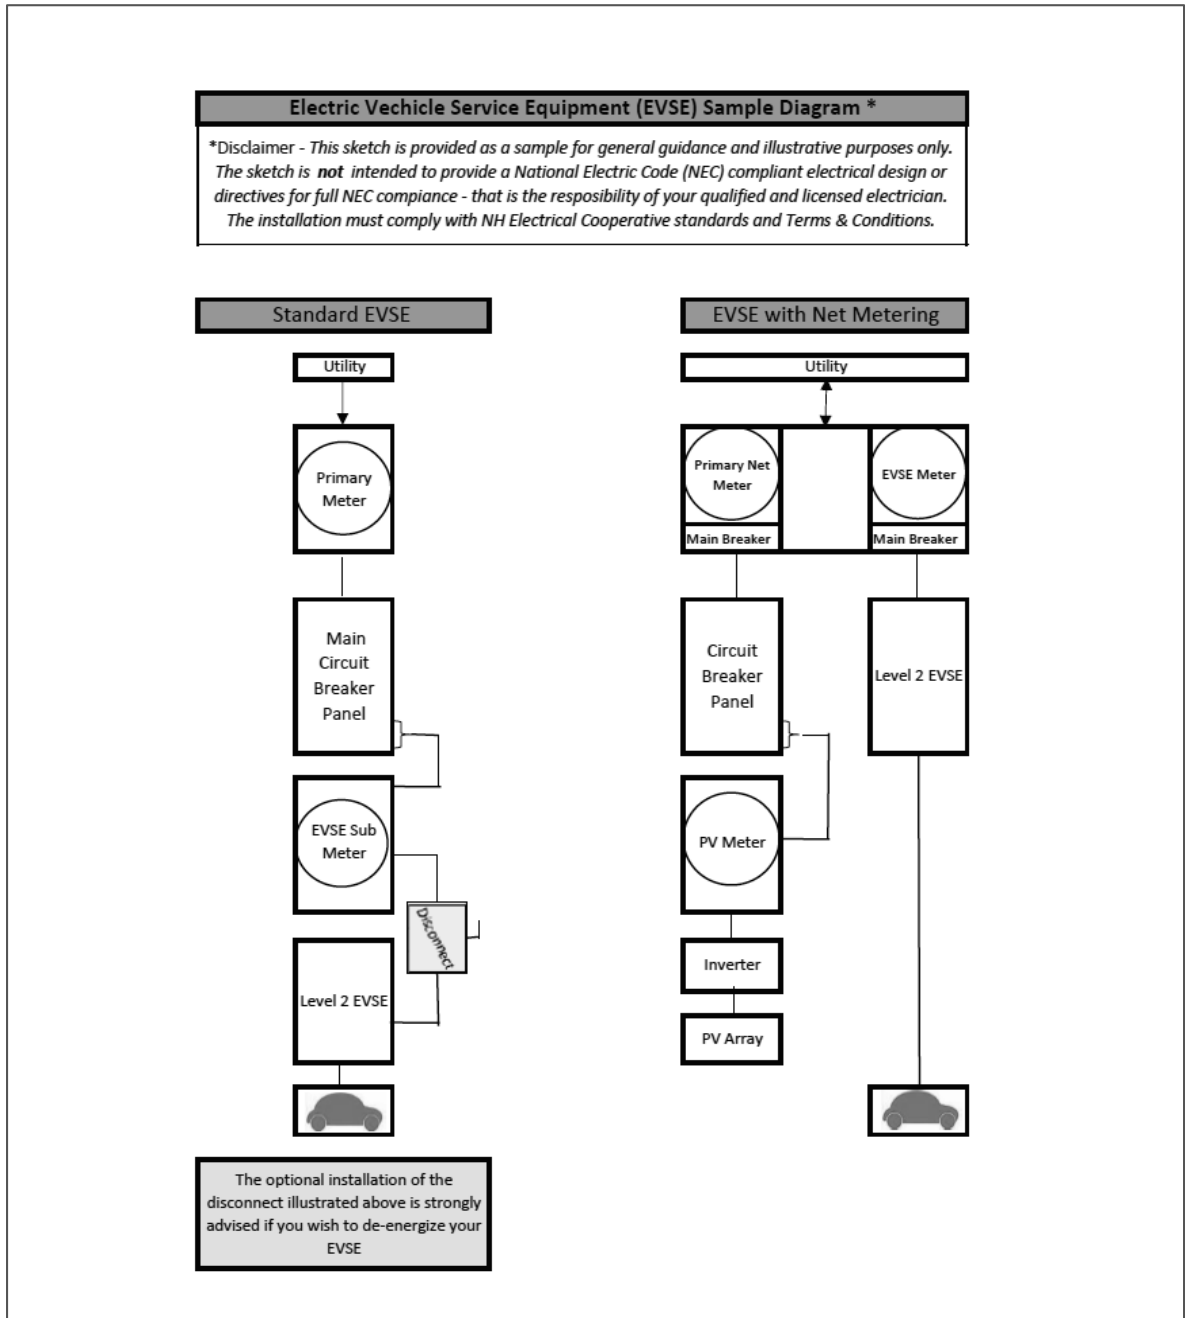 Electric Vechicle Service Equipment (EVSE) Sample Diagram *
*Disclaimer - This sketch is provided as a sample for general guidance and illustrative purposes only.
The sketch is not intended to provide a National Electric Code (NEC) compliant electrical design or
directives for full NEC compiance - that is the resposibility of your qualified and licensed electrician.
The installation must comply with NH Electrical Cooperative standards and Terms & Conditions.
Standard EVSE
Utility
Primary
Meter
Main
Circuit
Breaker
Panel
EVSE Sub
Meter
Disconnect
Level 2 EVSE
The optional installation of the
disconnect illustrated above is strongly
advised if you wish to de-energize your
EVSE
EVSE with Net Metering
Utility
Primary Net
Meter
Main Breaker
EVSE Meter
Main Breaker
Circuit
Breaker
Panel
Level 2 EVSE
PV Meter
Inverter
PV Array